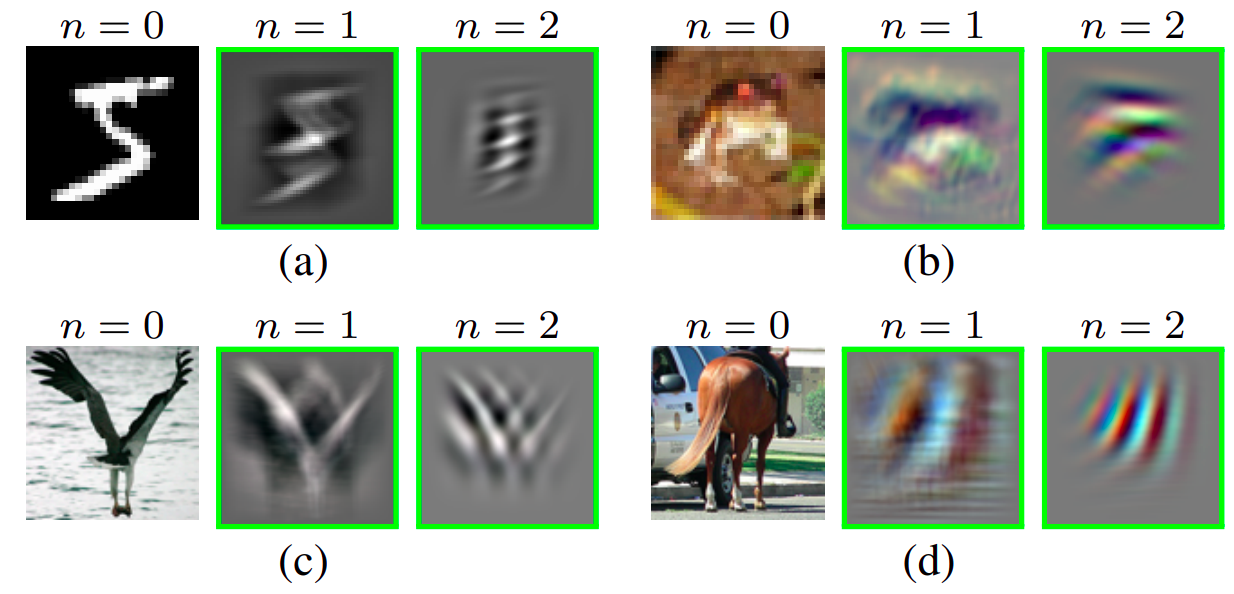 n = 0 n = 1 n = 2 n = 0 n = 1 n = 2
(a) (b)
n = 0 n = 1 n = 2 n = 0 n = 1 n = 2
(c) (d)